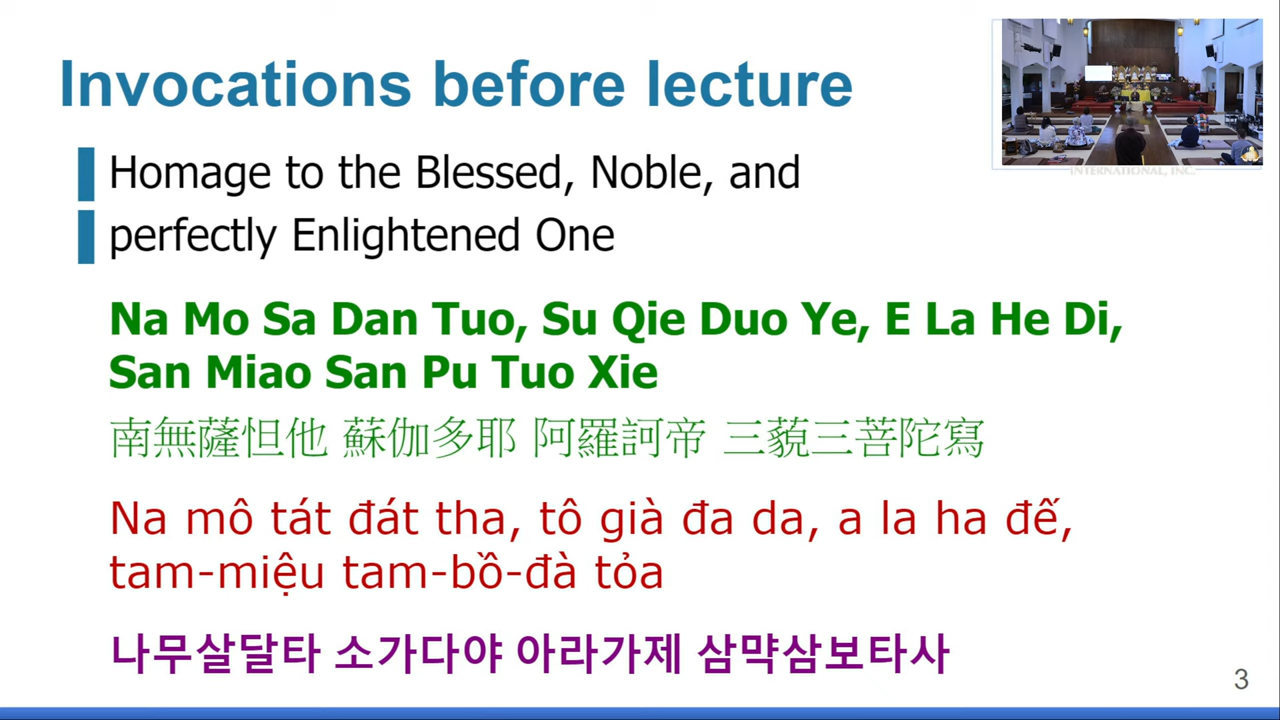 Invocations before lecture
Homage to the Blessed, Noble, and
perfectly Enlightened One
Na Mo Sa Dan Tuo, Su Qie Duo Ye, E La He Di,
San Miao San Pu Tuo Xie
南無薩怛他 蘇伽多耶 阿羅訶帝 三藐三菩陀寫
Na mô tát đát tha, tô già đa da, a la ha đế,
tam-miệu tam-bồ-đà tỏa
나무살달타 소가다야 아라가제 삼먁삼보타사
INTERNATIONAL, INC.
3